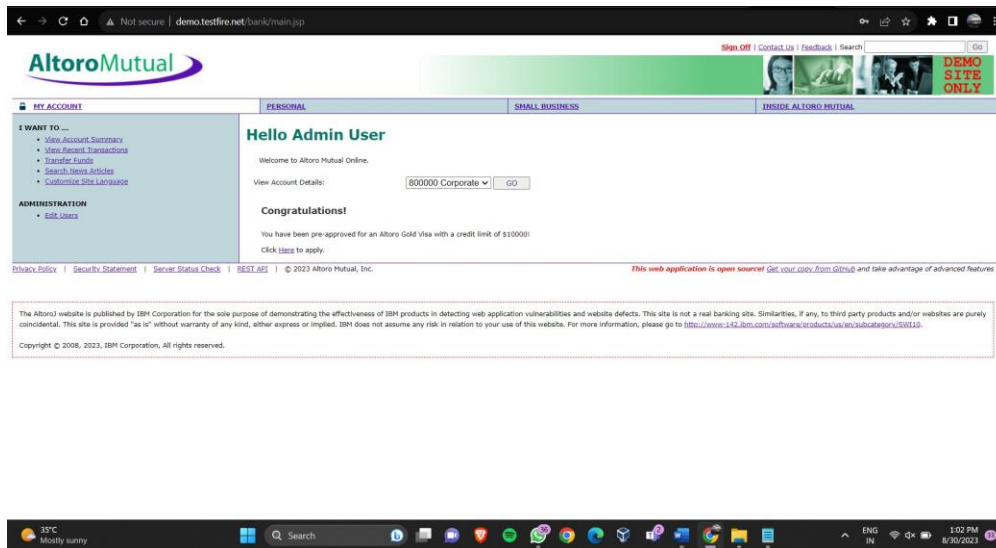 Not secure | demo.testfire.net/bank/main.jsp
Sign Off | Contact Us | Feedback | Search Go
AltoroMutual
DEMO
SITE
ONLY
MY ACCOUNT PERSONAL SMALL BUSINESS INSIDE ALTORO MUTUAL
I WANT TO ...
• View Account Summary
• View Recent Transactions
• Transfer Funds
• Search News Articles
• Customize Site Language
ADMINISTRATION
• Edit Users
Hello Admin User
Welcome to Altoro Mutual Online.
View Account Details: 800000 Corporate GO
Congratulations!
You have been pre-approved for an Altoro Gold Visa with a credit limit of $10000!
Click Here to apply.
Privacy Policy | Security Statement | Server Status Check | REST API | © 2023 Altoro Mutual, Inc. This web application is open source! Get your copy from GitHub and take advantage of advanced features
The AltoroJ website is published by IBM Corporation for the sole purpose of demonstrating the effectiveness of IBM products in detecting web application vulnerabilities and website defects. This site is not a real banking site. Similarities, if any, to third party products and/or websites are purely
coincidental. This site is provided "as is" without warranty of any kind, either express or implied. IBM does not assume any risk in relation to your use of this website. For more information, please go to http://www-142.ibm.com/software/products/us/en/subcategory/SWI10.
Copyright © 2008, 2023, IBM Corporation, All rights reserved.
35°C
Mostly sunny
Search
36
2
ENG
IN
1:02 PM
8/30/2023